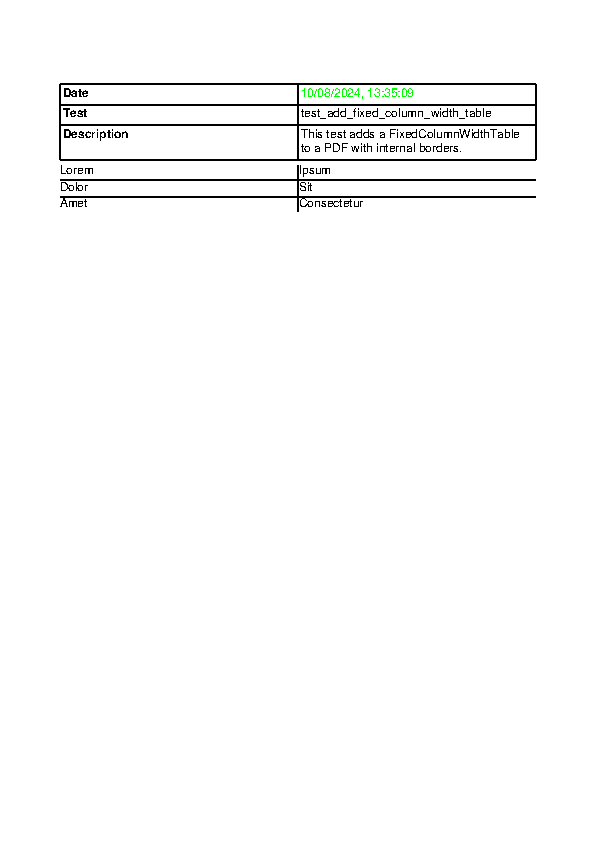 Date 10/08/2024, 13:35:09
Test test_add_fixed_column_width_table
Description This test adds a FixedColumnWidthTable
to a PDF with internal borders.
Lorem Ipsum
Dolor Sit
Amet Consectetur